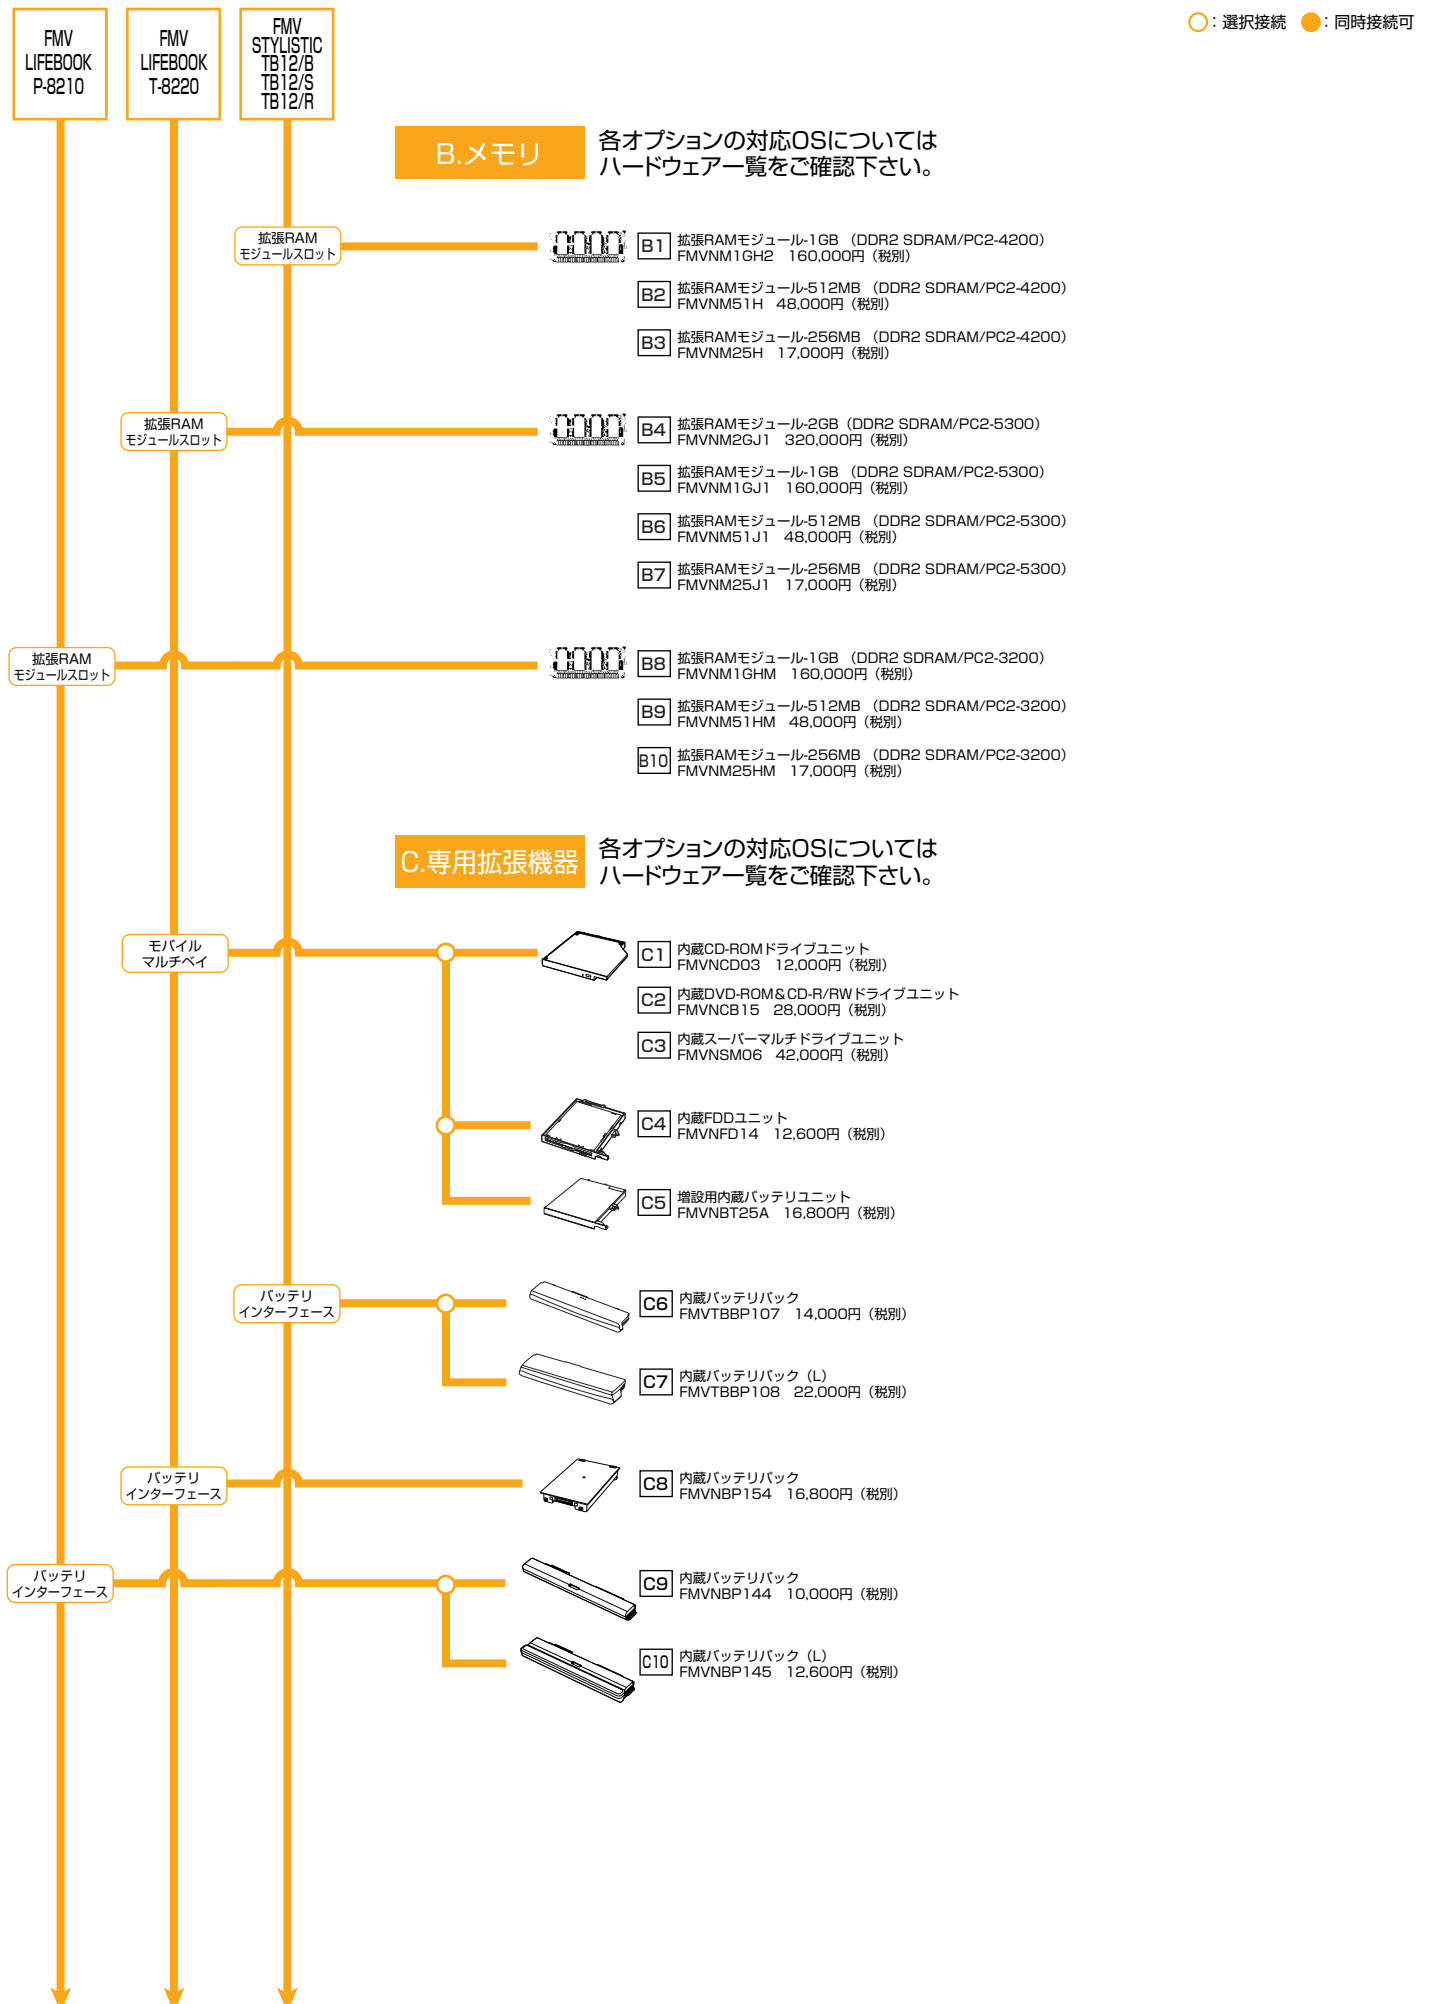 FMV
LIFEBOOK
P-8210
FMV
LIFEBOOK
T-8220
FMV
STYLISTIC
TB12/B
TB12/S
TB12/R
○：選択接続 ●：同時接続可
B.メモリ
各オプションの対応OSについては
ハードウェア一覧をご確認下さい。
拡張RAM
モジュールスロット
B1 拡張RAMモジュール-1GB （DDR2 SDRAM/PC2-4200）
FMVNM1GH2 160,000円（税別）
B2 拡張RAMモジュール-512MB （DDR2 SDRAM/PC2-4200）
FMVNM51H 48,000円（税別）
B3 拡張RAMモジュール-256MB （DDR2 SDRAM/PC2-4200）
FMVNM25H 17,000円（税別）
拡張RAM
モジュールスロット
B4 拡張RAMモジュール-2GB（DDR2 SDRAM/PC2-5300）
FMVNM2GJ1 320,000円（税別）
B5 拡張RAMモジュール-1GB （DDR2 SDRAM/PC2-5300）
FMVNM1GJ1 160,000円（税別）
B6 拡張RAMモジュール-512MB （DDR2 SDRAM/PC2-5300）
FMVNM51J1 48,000円（税別）
B7 拡張RAMモジュール-256MB （DDR2 SDRAM/PC2-5300）
FMVNM25J1 17,000円（税別）
拡張RAM
モジュールスロット
B8 拡張RAMモジュール-1GB （DDR2 SDRAM/PC2-3200）
FMVNM1GHM 160,000円（税別）
B9 拡張RAMモジュール-512MB （DDR2 SDRAM/PC2-3200）
FMVNM51HM 48,000円（税別）
B10 拡張RAMモジュール-256MB （DDR2 SDRAM/PC2-3200）
FMVNM25HM 17,000円（税別）
C.専用拡張機器
各オプションの対応OSについては
ハードウェア一覧をご確認下さい。
モバイル
マルチベイ
C1 内蔵CD-ROMドライブユニット
FMVNCD03 12,000円（税別）
C2 内蔵DVD-ROM＆CD-R/RWドライブユニット
FMVNCB15 28,000円（税別）
C3 内蔵スーパーマルチドライブユニット
FMVNSM06 42,000円（税別）
C4 内蔵FDDユニット
FMVNFD14 12,600円（税別）
C5 増設用内蔵バッテリユニット
FMVNBT25A 16,800円（税別）
バッテリ
インターフェース
C6 内蔵バッテリパック
FMVTBBP107 14,000円（税別）
C7 内蔵バッテリパック（L）
FMVTBBP108 22,000円（税別）
バッテリ
インターフェース
C8 内蔵バッテリパック
FMVNBP154 16,800円（税別）
バッテリ
インターフェース
C9 内蔵バッテリパック
FMVNBP144 10,000円（税別）
C10 内蔵バッテリパック（L）
FMVNBP145 12,600円（税別）